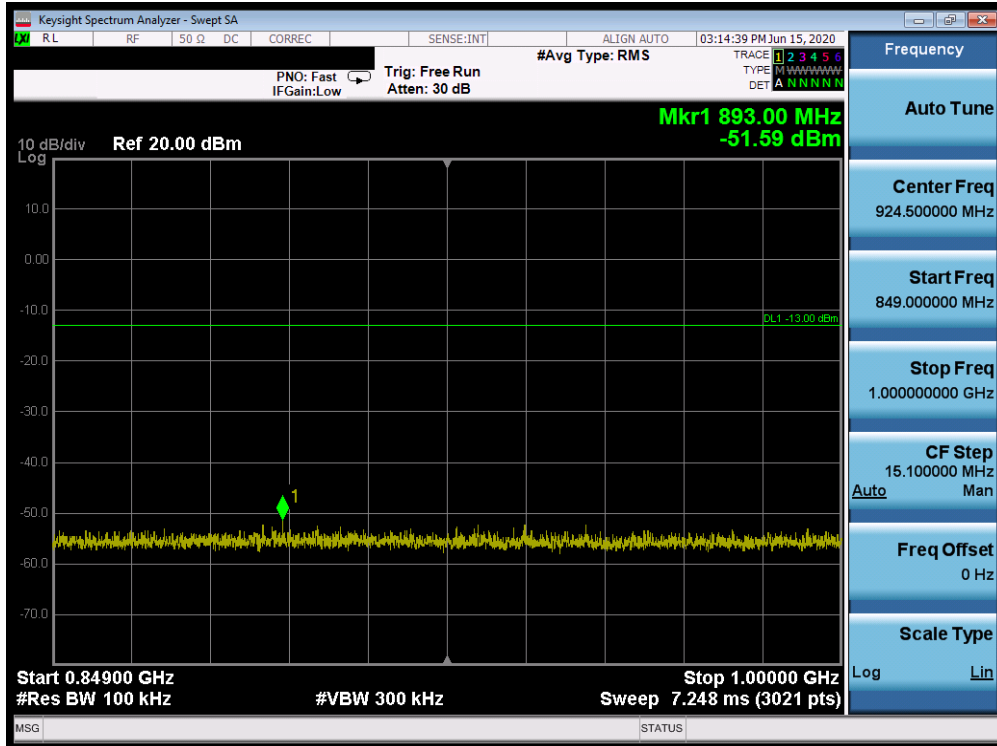 Keysight Spectrum Analyzer - Swept SA
LXI RL RF 50 Ω DC CORREC SENSE:INT ALIGN AUTO 03:14:39 PM Jun 15, 2020
#Avg Type: RMS
TRACE 1 2 3 4 5 6
TYPE M W W W W W
DET A N N N N N
PNO: Fast
IFGain:Low
Trig: Free Run
Atten: 30 dB
Mkr1 893.00 MHz
-51.59 dBm
10 dB/div
Log
Ref 20.00 dBm
10.0
0.00
-10.0
DL1 -13.00 dBm
-20.0
-30.0
-40.0
1
-50.0
-60.0
-70.0
Start 0.84900 GHz
Stop 1.00000 GHz
#Res BW 100 kHz
#VBW 300 kHz
Sweep 7.248 ms (3021 pts)
MSG
STATUS
Frequency
Auto Tune
Center Freq
924.500000 MHz
Start Freq
849.000000 MHz
Stop Freq
1.000000000 GHz
CF Step
15.100000 MHz
Auto Man
Freq Offset
0 Hz
Scale Type
Log Lin